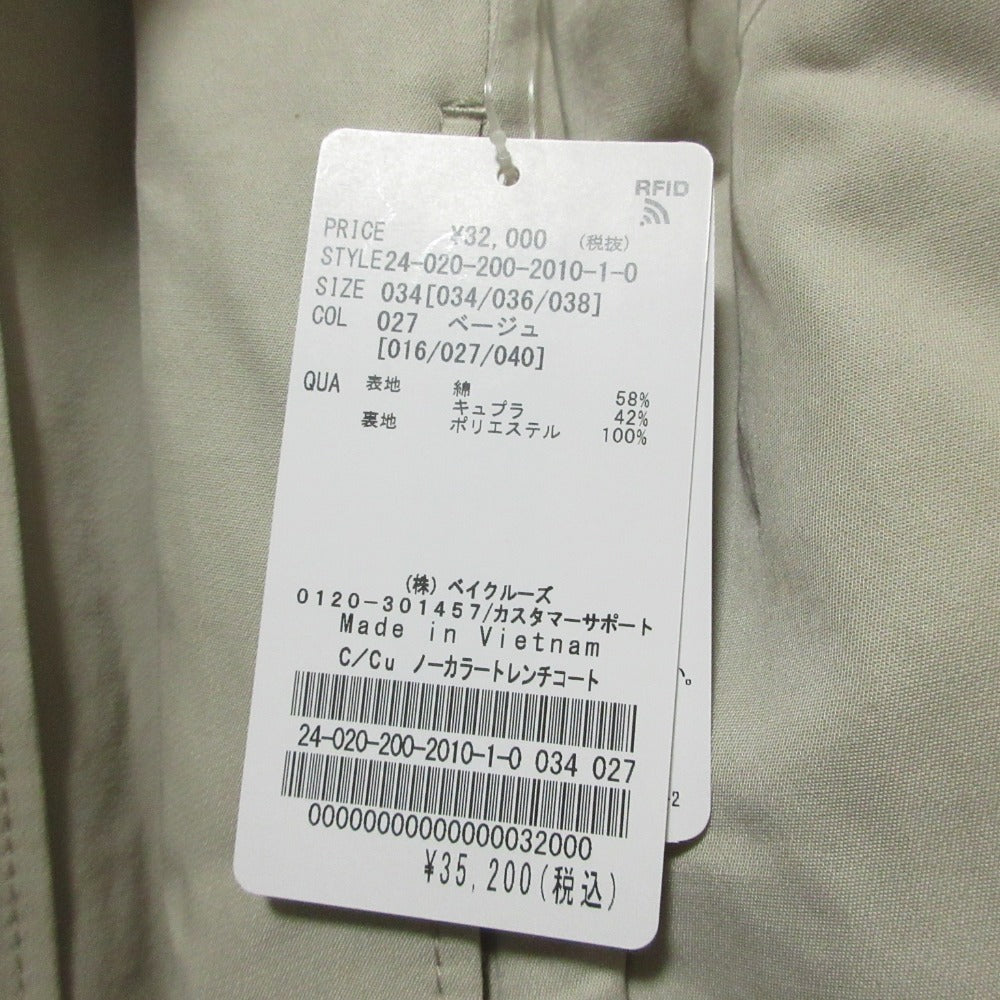 RFID
PRICE ¥32,000 (税抜)
STYLE24-020-200-2010-1-0
SIZE 034[034/036/038]
COL 027 ベージュ
[016/027/040]
QUA 表地 綿 58%
キュプラ 42%
裏地 ポリエステル 100%
(株) ベイクルーズ
0120-301457/カスタマーサポート
Made in Vietnam
C/Cu ノーカラートレンチコート
24-020-200-2010-1-0 034 027
00000000000000032000
¥35,200(税込)
い。
-2